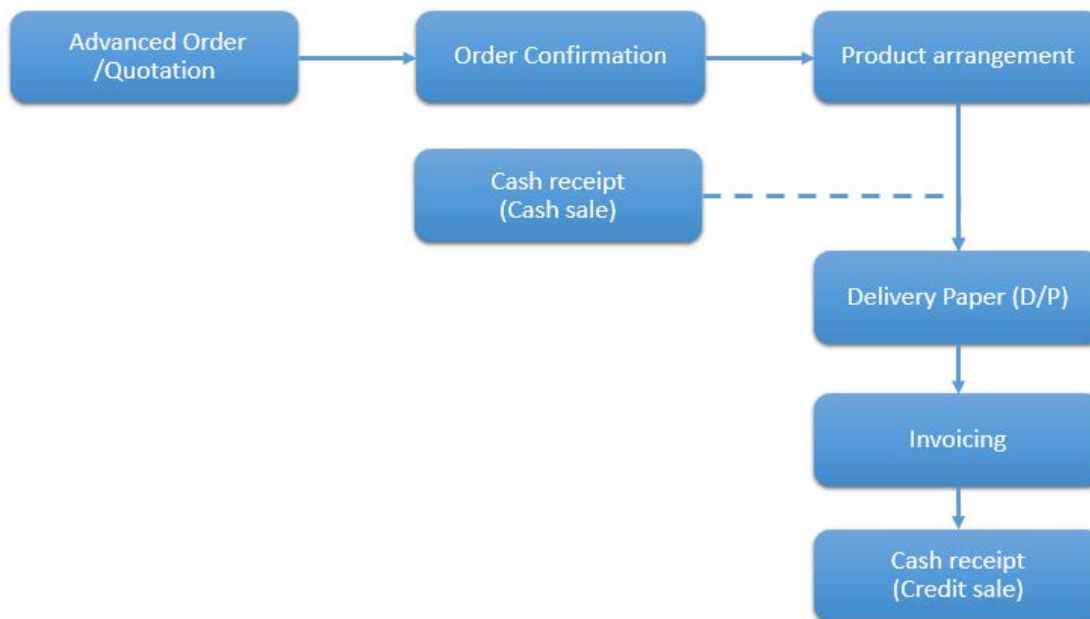 Advanced Order
/Quotation
Order Confirmation
Product arrangement
Cash receipt
(Cash sale)
Delivery Paper (D/P)
Invoicing
Cash receipt
(Credit sale)